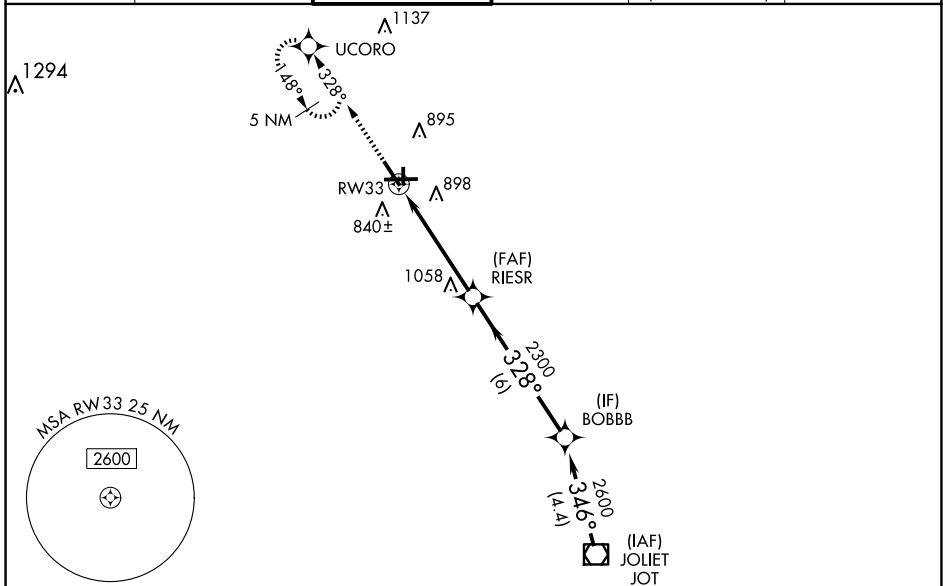 1137
UCORO
1294
148°
328°
5 NM
895
RW33
898
840±
(FAF)
RIESR
1058
2300
328°
(6)
(IF)
BOBBB
MSA RW33 25 NM
2600
2600
346°
(4.4)
(IAF)
JOLIET
JOT